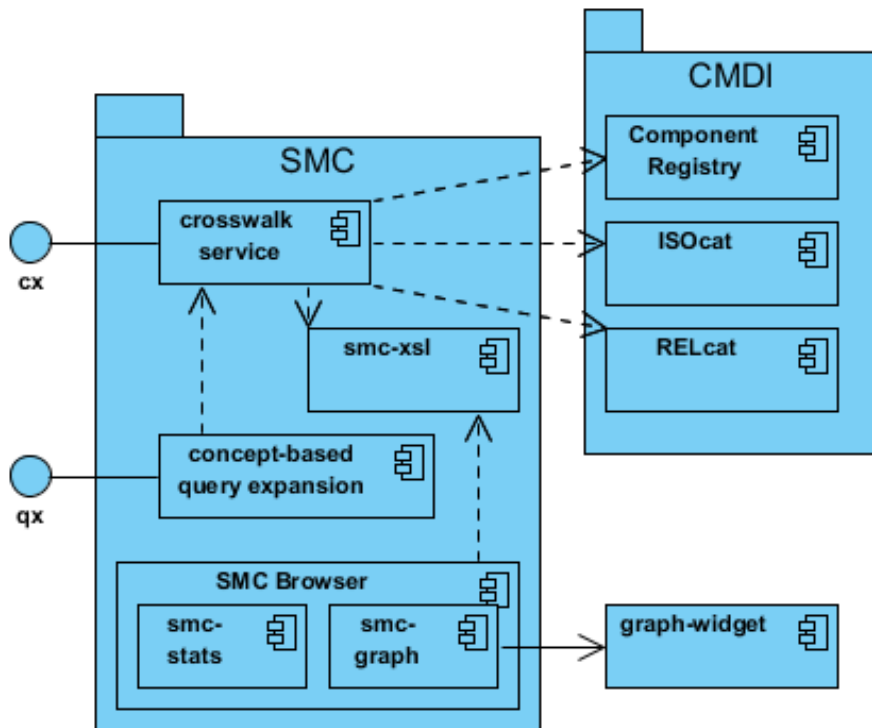 CMDI
Component
Registry
SMC
crosswalk
service
ISOcat
cx
smc-xsl
RELcat
concept-based
query expansion
qx
SMC Browser
smc-
stats
smc-
graph
graph-widget